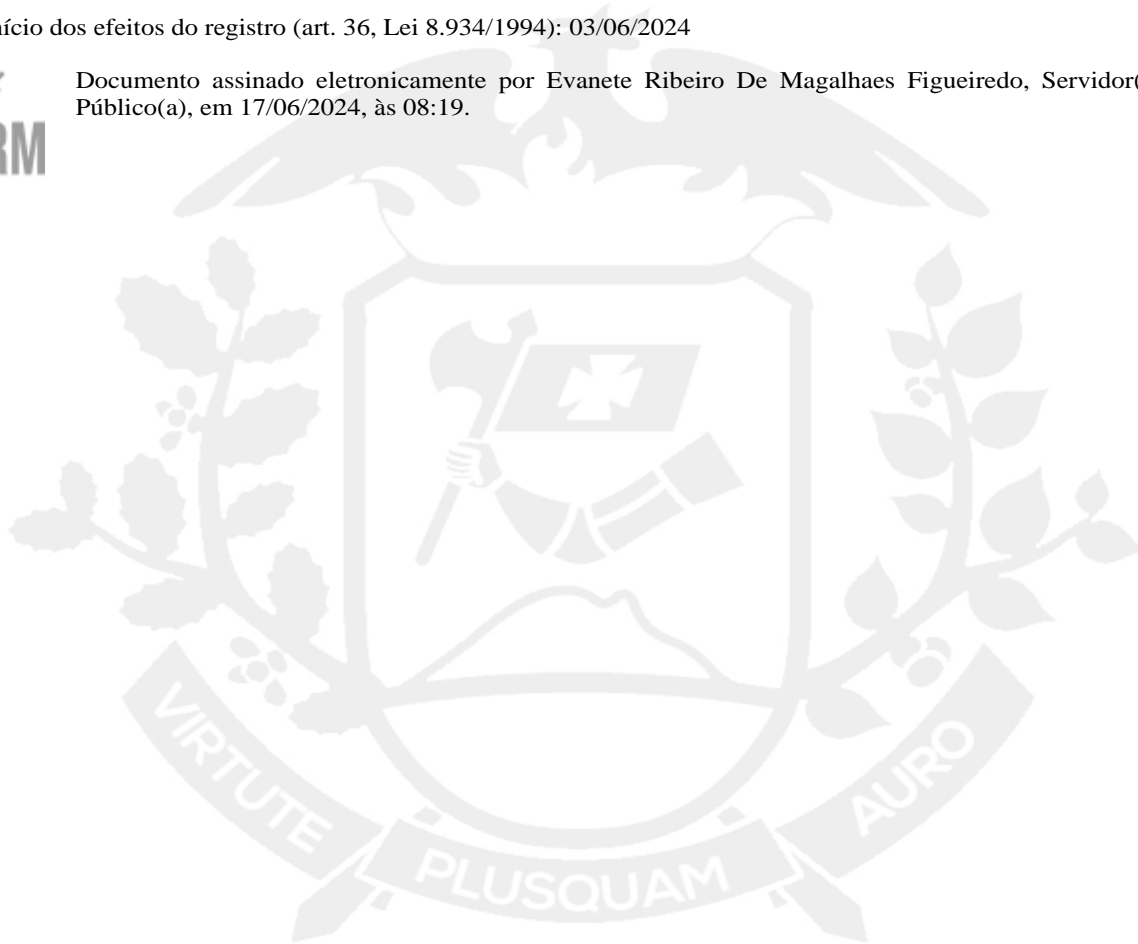 nício dos efeitos do registro (art. 36, Lei 8.934/1994): 03/06/2024
Documento assinado eletronicamente por Evanete Ribeiro De Magalhaes Figueiredo, Servidor(
Público(a), em 17/06/2024, às 08:19.
RM
VIRTUTE
PLUSQUAM
AURO